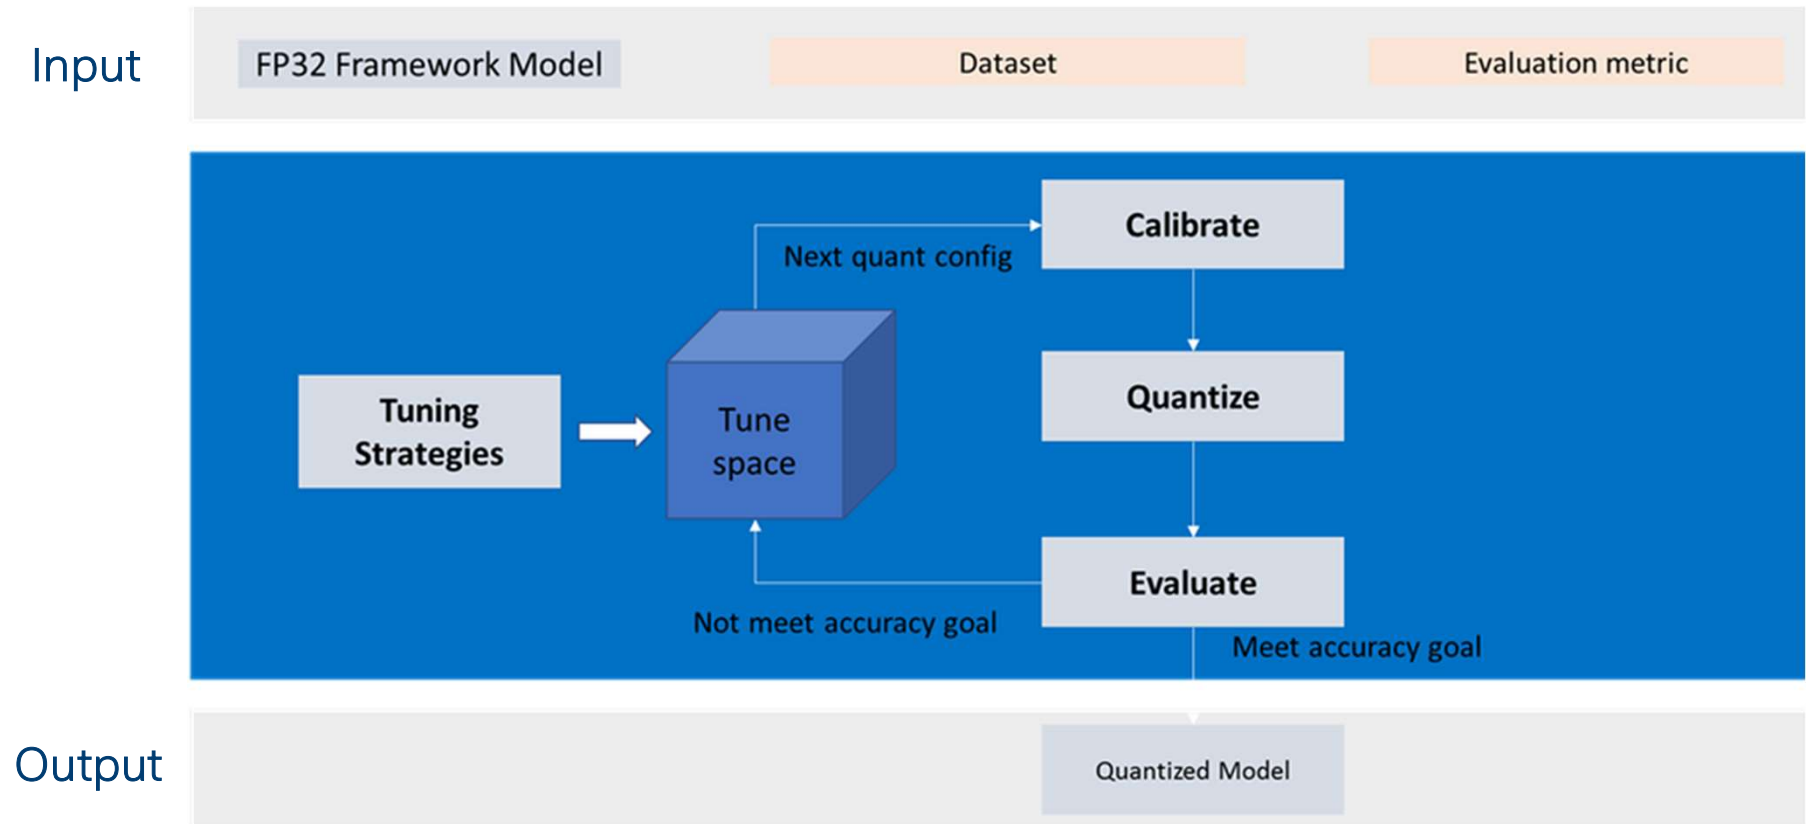 Input
FP32 Framework Model
Dataset
Evaluation metric
Calibrate
Next quant config
Quantize
Tuning
Strategies
Tune
space
Evaluate
Not meet accuracy goal
Meet accuracy goal
Output
Quantized Model